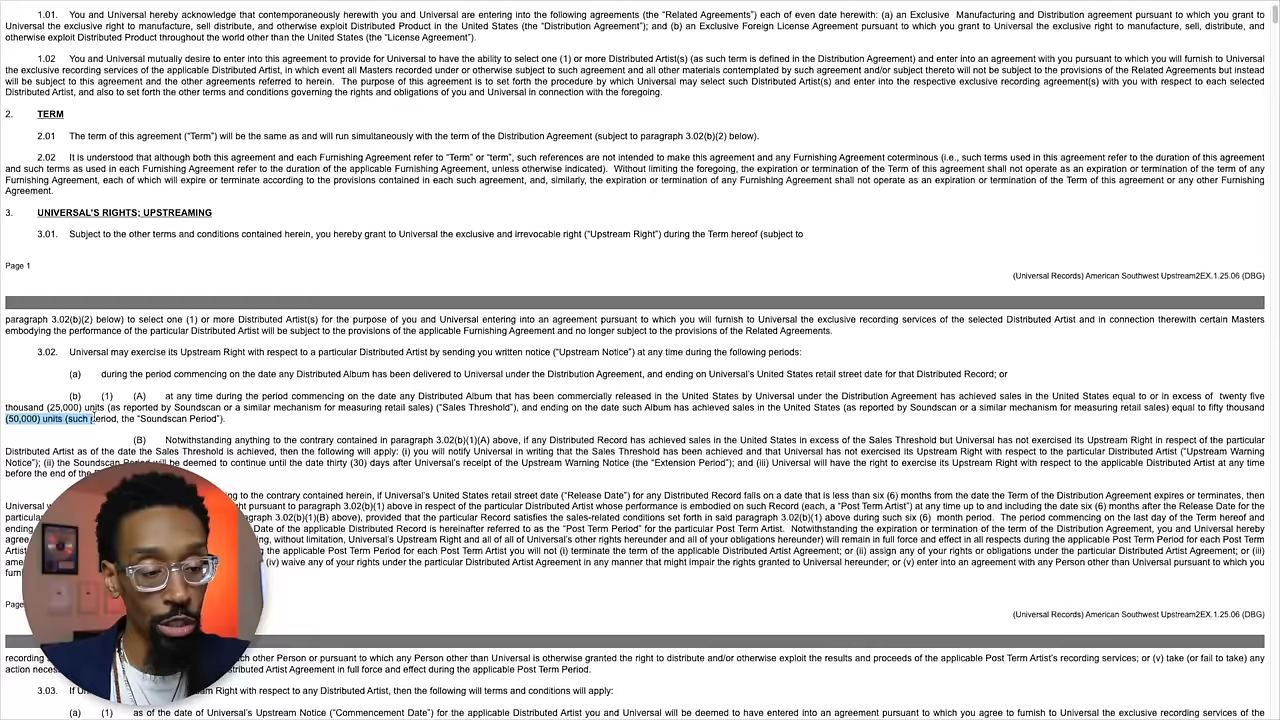 1.01. You and Universal hereby acknowledge that contemporaneously herewith you and Universal are entering into the following agreements (the “Related Agreements”) each of even date herewith: (a) an Exclusive Manufacturing and Distribution agreement pursuant to which you grant to
Universal the exclusive right to manufacture, sell, distribute, and otherwise exploit Distributed Product in the United States (the “Distribution Agreement”); and (b) an Exclusive Foreign License Agreement pursuant to which you grant to Universal the exclusive right to manufacture, sell, distribute, and
otherwise exploit Distributed Product throughout the world other than the United States (the “License Agreement”).
1.02 You and Universal mutually desire to enter into this agreement to provide for Universal to have the ability to select one (1) or more Distributed Artist(s) (as such term is defined in the Distribution Agreement) and enter into an agreement with you pursuant to which you will furnish to Universal
the exclusive recording services of the applicable Distributed Artist, in which event all Masters recorded under or otherwise subject to such agreement and all other materials contemplated by such agreement and/or subject thereto will not be subject to the provisions of the Related Agreements but instead
will be subject to this agreement and the other agreements referred to herein. The purpose of this agreement is to set forth the procedure by which Universal may select such Distributed Artist(s) and enter into the respective exclusive recording agreement(s) with you with respect to each selected
Distributed Artist, and also to set forth the other terms and conditions governing the rights and obligations of you and Universal in connection with the foregoing.
2. TERM
2.01 The term of this agreement (“Term”) will be the same as and will run simultaneously with the term of the Distribution Agreement (subject to paragraph 3.02(b)(2) below).
2.02 It is understood that although both this agreement and each Furnishing Agreement refer to “Term” or “term”, such references are not intended to make this agreement and any Furnishing Agreement coterminous (i.e., such terms used in this agreement refer to the duration of this agreement
and such terms as used in each Furnishing Agreement refer to the duration of the applicable Furnishing Agreement, unless otherwise indicated). Without limiting the foregoing, the expiration or termination of the Term of this agreement shall not operate as an expiration or termination of the term of any
Furnishing Agreement, each of which will expire or terminate according to the provisions contained in each such agreement, and, similarly, the expiration or termination of any Furnishing Agreement shall not operate as an expiration or termination of the Term of this agreement or any other Furnishing
Agreement.
3. UNIVERSAL'S RIGHTS; UPSTREAMING
3.01. Subject to the other terms and conditions contained herein, you hereby grant to Universal the exclusive and irrevocable right (“Upstream Right”) during the Term hereof (subject to
Page 1
(Universal Records) American Southwest Upstream2EX.1.25.06 (DBG)
paragraph 3.02(b)(2) below) to select one (1) or more Distributed Artist(s) for the purpose of you and Universal entering into an agreement pursuant to which you will furnish to Universal the exclusive recording services of the selected Distributed Artist and in connection therewith certain Masters
embodying the performance of the particular Distributed Artist will be subject to the provisions of the applicable Furnishing Agreement and no longer subject to the provisions of the Related Agreements.
3.02. Universal may exercise its Upstream Right with respect to a particular Distributed Artist by sending you written notice (“Upstream Notice”) at any time during the following periods:
(a) during the period commencing on the date any Distributed Album has been delivered to Universal under the Distribution Agreement, and ending on Universal’s United States retail street date for that Distributed Record; or
(b) (1) (A) at any time during the period commencing on the date any Distributed Album that has been commercially released in the United States by Universal under the Distribution Agreement has achieved sales in the United States equal to or in excess of twenty five
thousand (25,000) units (as reported by Soundscan or a similar mechanism for measuring retail sales) (“Sales Threshold”), and ending on the date such Album has achieved sales in the United States (as reported by Soundscan or a similar mechanism for measuring retail sales) equal to fifty thousand
(50,000) units (such period, the “Soundscan Period”).
(B) Notwithstanding anything to the contrary contained in paragraph 3.02(b)(1)(A) above, if any Distributed Record has achieved sales in the United States in excess of the Sales Threshold but Universal has not exercised its Upstream Right in respect of the particular
Distributed Artist as of the date the Sales Threshold is achieved, then the following will apply: (i) you will notify Universal in writing that the Sales Threshold has been achieved and that Universal has not exercised its Upstream Right with respect to the particular Distributed Artist (“Upstream Warning
Notice”); (ii) the Soundscan Period will be deemed to continue until the date thirty (30) days after Universal’s receipt of the Upstream Warning Notice (the “Extension Period”); and (iii) Universal will have the right to exercise its Upstream Right with respect to the applicable Distributed Artist at any time
before the end of the
to the contrary contained herein, if Universal’s United States retail street date (“Release Date”) for any Distributed Record falls on a date that is less than six (6) months from the date the Term of the Distribution Agreement expires or terminates, then
Universal pursuant to paragraph 3.02(b)(1) above in respect of the particular Distributed Artist whose performance is embodied on such Record (each, a “Post Term Artist”) at any time up to and including the date six (6) months after the Release Date for the
particular 3.02(b)(1)(B) above), provided that the particular Record satisfies the sales-related conditions set forth in said paragraph 3.02(b)(1) above during such six (6) month period. The period commencing on the last day of the Term hereof and
ending Date of the applicable Distributed Record is hereinafter referred to as the “Post Term Period” for the particular Post Term Artist. Notwithstanding the expiration or termination of the term of the Distribution Agreement, you and Universal hereby
without limitation, Universal’s Upstream Right and all of all of Universal’s other rights hereunder and all of your obligations hereunder) will remain in full force and effect in all respects during the applicable Post Term Period for each Post Term
Artist the applicable Post Term Period for each Post Term Artist you will not (i) terminate the term of the applicable Distributed Artist Agreement; or (ii) assign any of your rights or obligations under the particular Distributed Artist Agreement; or (iii)
(iv) waive any of your rights under the particular Distributed Artist Agreement in any manner that might impair the rights granted to Universal hereunder; or (v) enter into an agreement with any Person other than Universal pursuant to which you
Page
(Universal Records) American Southwest Upstream2EX.1.25.06 (DBG)
recording other Person or pursuant to which any Person other than Universal is otherwise granted the right to distribute and/or otherwise exploit the results and proceeds of the applicable Post Term Artist’s recording services; or (v) take (or fail to take) any
action Artist Agreement in full force and effect during the applicable Post Term Period.
3.03. If Right with respect to any Distributed Artist, then the following will terms and conditions will apply:
(a) (1) as of the date of Universal’s Upstream Notice (“Commencement Date”) for the applicable Distributed Artist you and Universal will be deemed to have entered into an agreement pursuant to which you agree to furnish to Universal the exclusive recording services of the